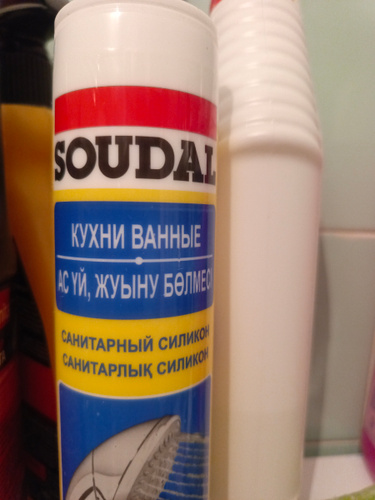 SOUDAL
КУХНИ ВАННЫЕ
АС ҮЙ, ЖУЫНУ БӨЛМЕСІ
САНИТАРНЫЙ СИЛИКОН
САНИТАРЛЫҚ СИЛИКОН